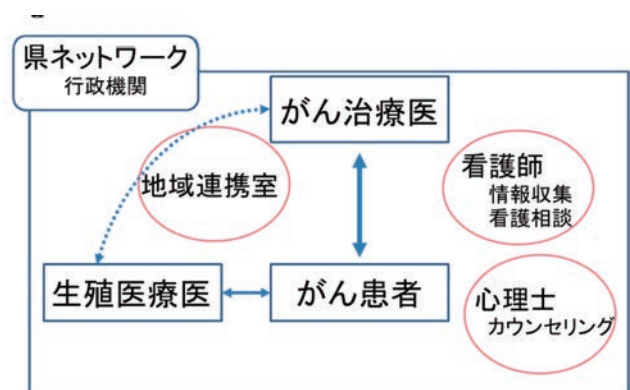 県ネットワーク
行政機関
がん治療医
地域連携室
看護師
情報収集
看護相談
生殖医療医
がん患者
心理士
カウンセリング